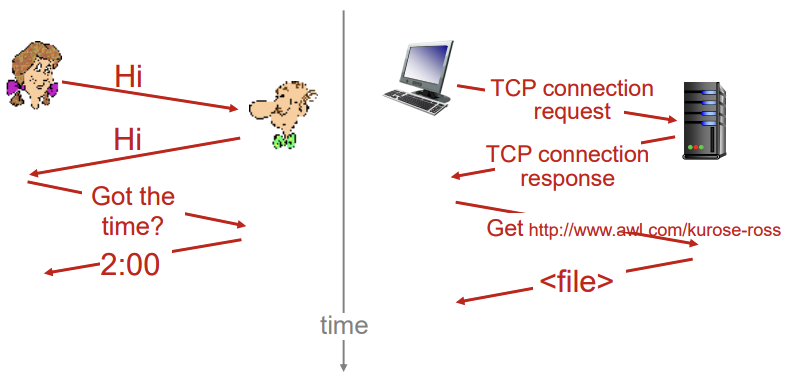 Hi
Hi
Got the
time?
2:00
TCP connection
request
TCP connection
response
Get http://www.awl.com/kurose-ross
<file>
time